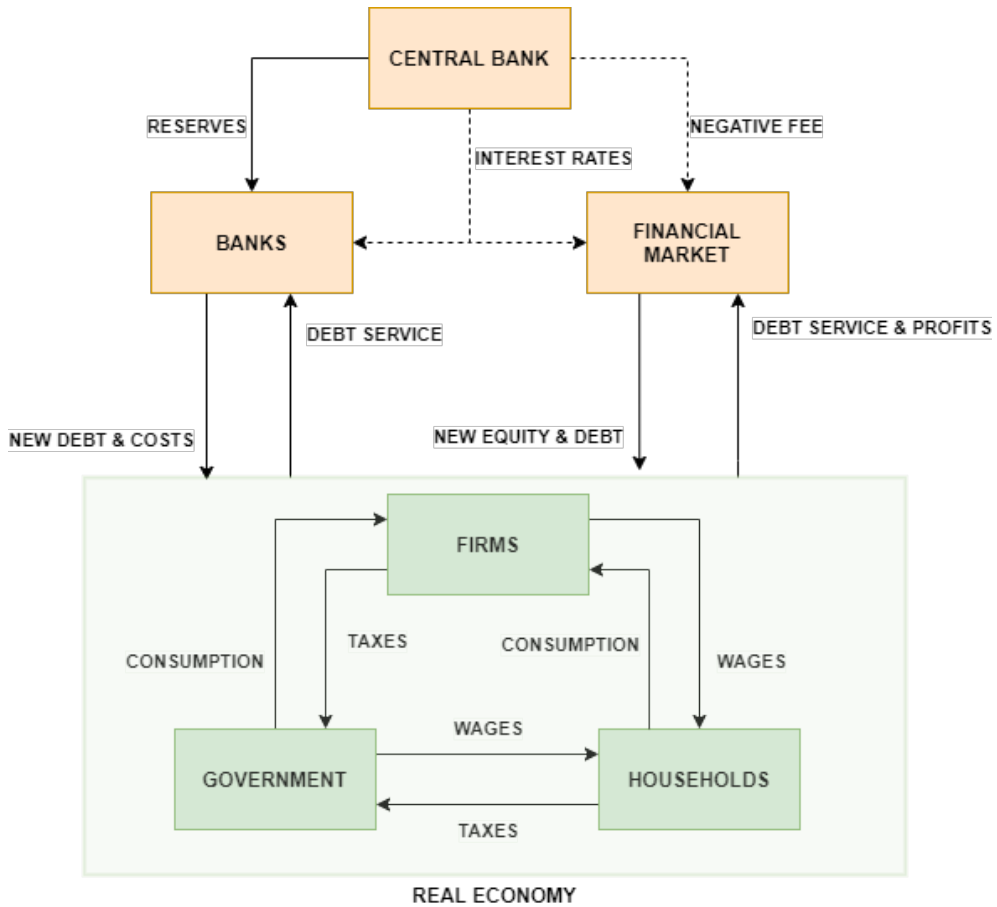 CENTRAL BANK
RESERVES
NEGATIVE FEE
INTEREST RATES
BANKS
FINANCIAL
MARKET
DEBT SERVICE
DEBT SERVICE & PROFITS
NEW DEBT & COSTS
NEW EQUITY & DEBT
FIRMS
TAXES
CONSUMPTION
CONSUMPTION
WAGES
WAGES
GOVERNMENT
HOUSEHOLDS
TAXES
REAL ECONOMY